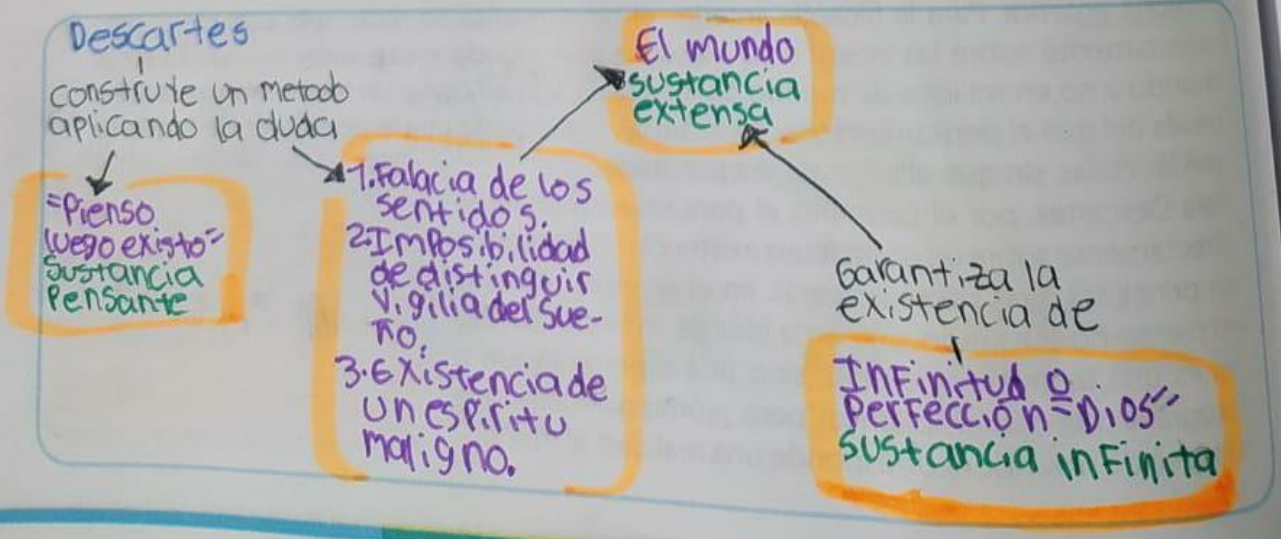 Descartes
construye un metodo
aplicando la duda
"Pienso
luego existo"
Sustancia
Pensante
1.Falacia de los
sentidos.
2.Imposibilidad
de distinguir
vigilia del sue-
ño.
3.Existencia de
un espiritu
maligno.
El mundo
sustancia
extensa
Garantiza la
existencia de
Infinitud o
Perfección "Dios"
sustancia infinita